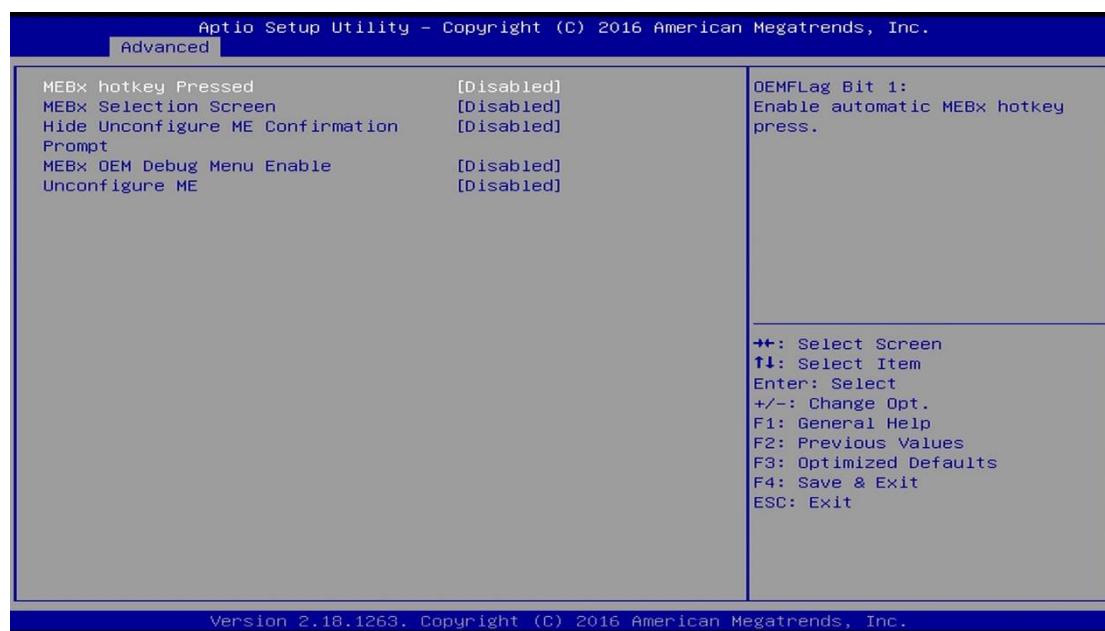 Aptio Setup Utility – Copyright (C) 2016 American Megatrends, Inc.
Advanced
MEBx hotkey Pressed [Disabled]
MEBx Selection Screen [Disabled]
Hide Unconfigure ME Confirmation [Disabled]
Prompt
MEBx OEM Debug Menu Enable [Disabled]
Unconfigure ME [Disabled]
OEMFLag Bit 1:
Enable automatic MEBx hotkey
press.
→←: Select Screen
↑↓: Select Item
Enter: Select
+/-: Change Opt.
F1: General Help
F2: Previous Values
F3: Optimized Defaults
F4: Save & Exit
ESC: Exit
Version 2.18.1263. Copyright (C) 2016 American Megatrends, Inc.